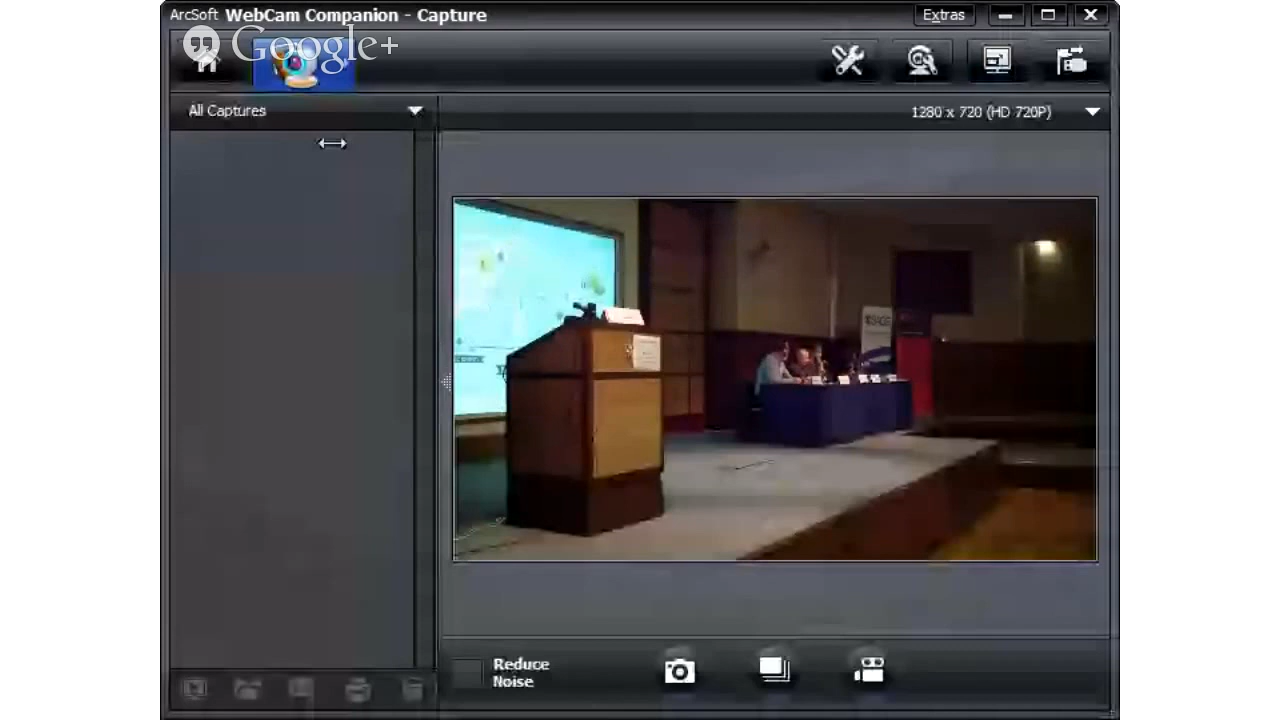 ArcSoft WebCam Companion - Capture
Extras
Google+
All Captures
1280 x 720 (HD 720P)
Reduce
Noise